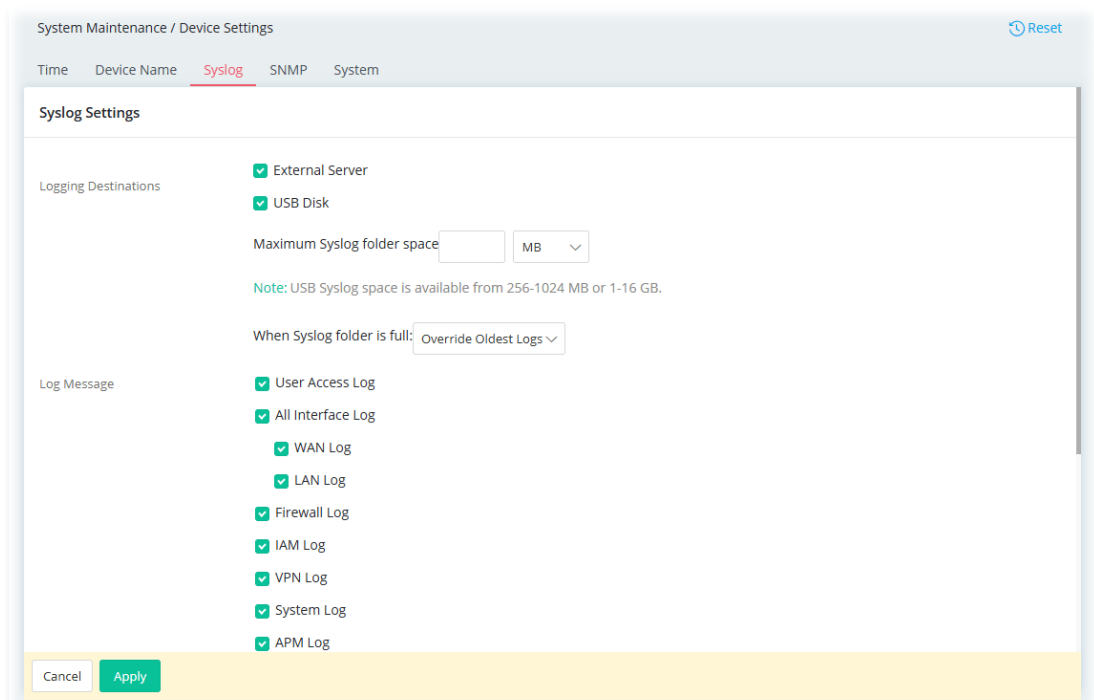 System Maintenance / Device Settings
Reset
Time Device Name Syslog SNMP System
Syslog Settings
Logging Destinations
External Server
USB Disk
Maximum Syslog folder space MB
Note: USB Syslog space is available from 256-1024 MB or 1-16 GB.
When Syslog folder is full: Override Oldest Logs
Log Message
User Access Log
All Interface Log
WAN Log
LAN Log
Firewall Log
IAM Log
VPN Log
System Log
APM Log
Cancel Apply